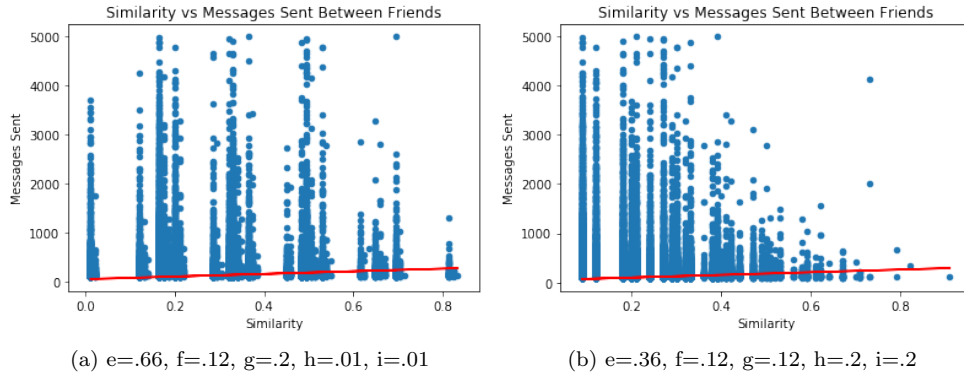 Similarity vs Messages Sent Between Friends
Messages Sent
5000
4000
3000
2000
1000
0
0.0 0.2 0.4 0.6 0.8
Similarity
(a) e=.66, f=.12, g=.2, h=.01, i=.01
Similarity vs Messages Sent Between Friends
Messages Sent
5000
4000
3000
2000
1000
0
0.2 0.4 0.6 0.8
Similarity
(b) e=.36, f=.12, g=.12, h=.2, i=.2